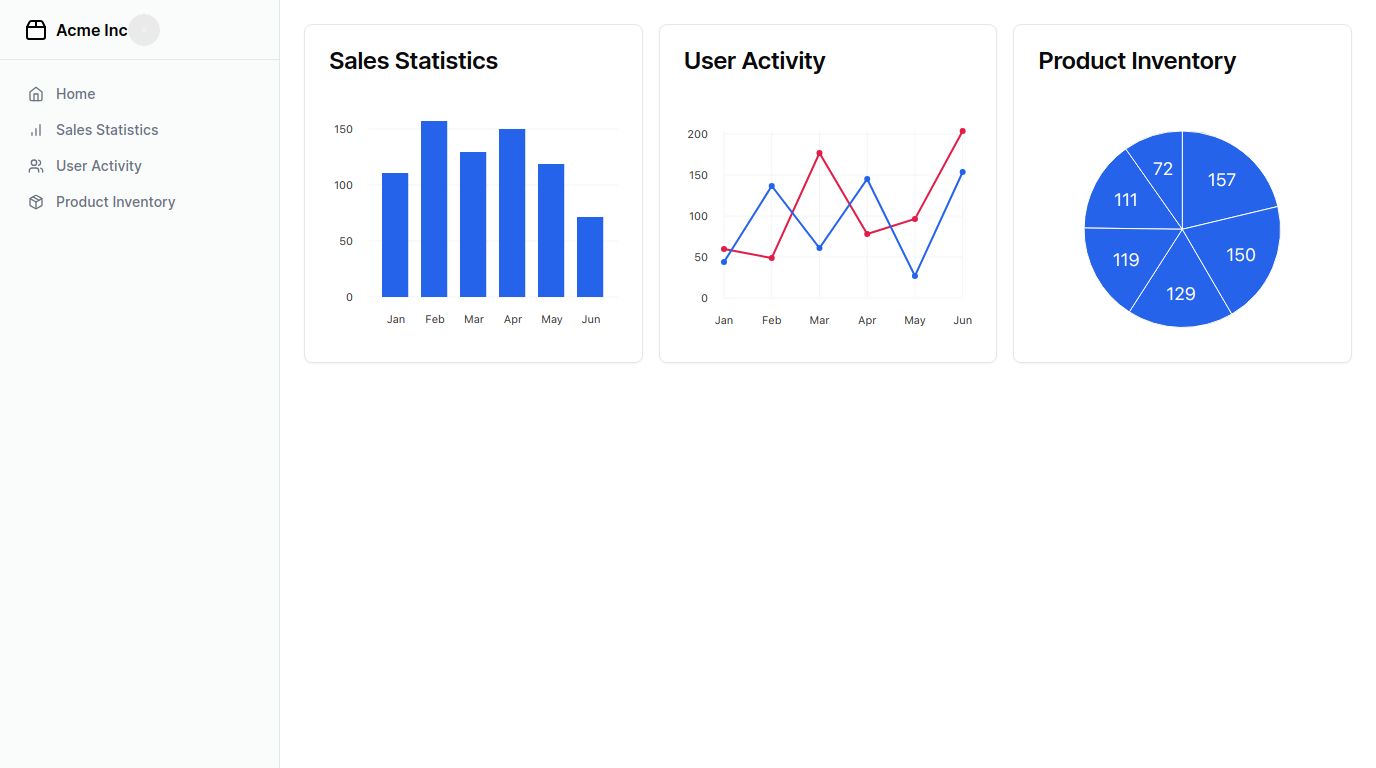 Acme Inc
Home
Sales Statistics
User Activity
Product Inventory
Sales Statistics
150
100
50
0
Jan Feb Mar Apr May Jun
User Activity
200
150
100
50
0
Jan Feb Mar Apr May Jun
Product Inventory
72 157
111
150
119
129